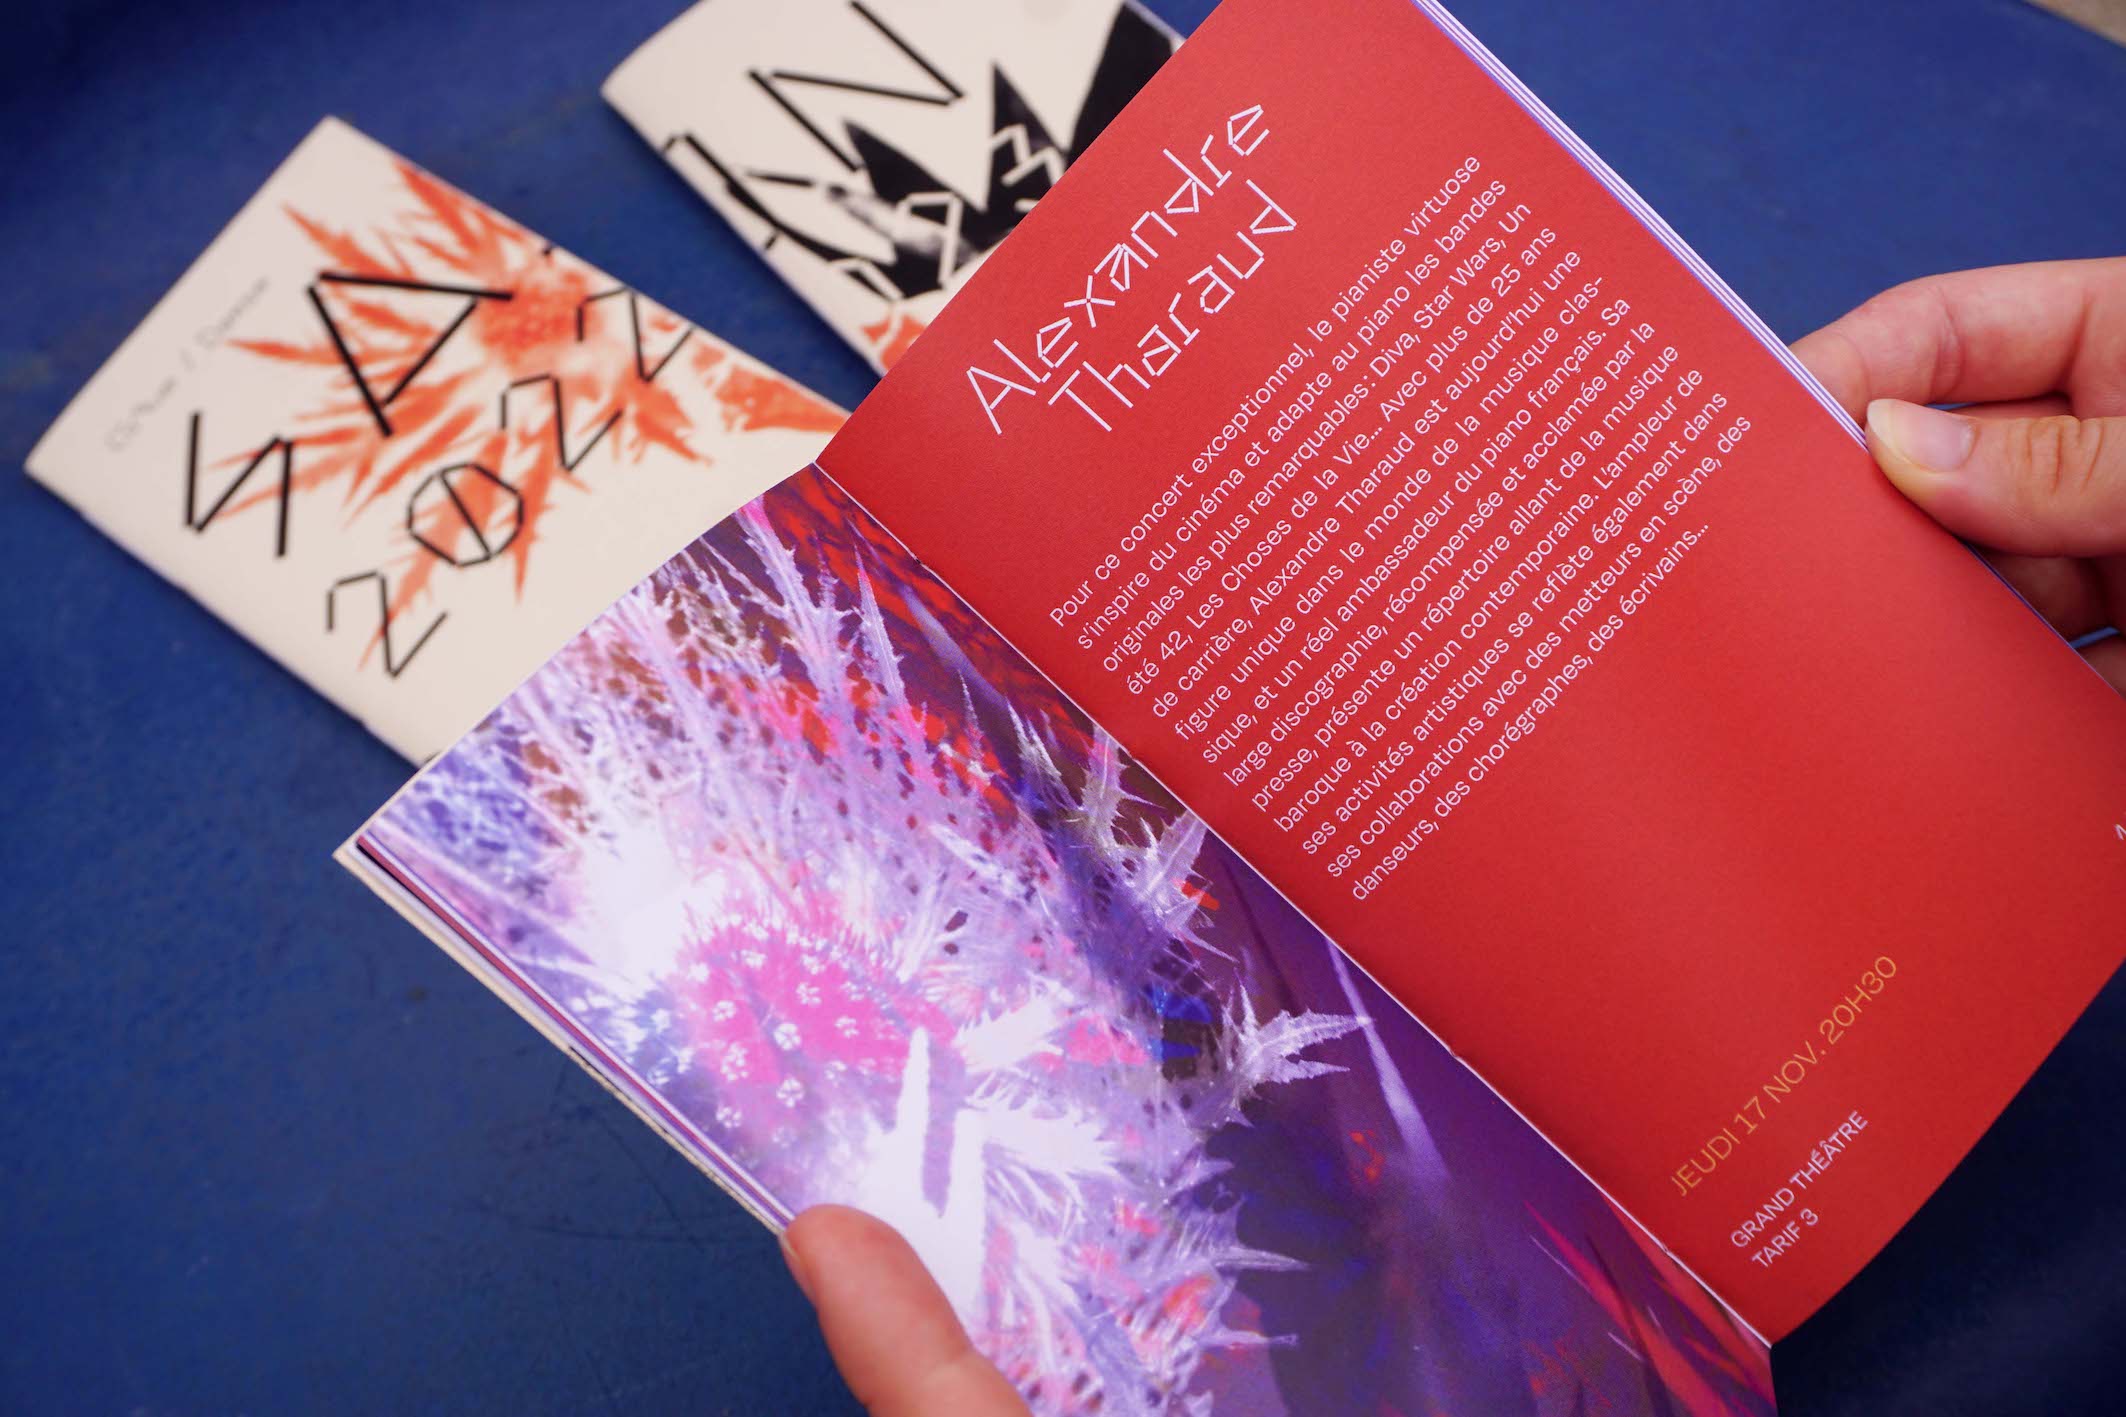 Alexandre
Tharaud
Pour ce concert exceptionnel, le pianiste virtuose
s'inspire du cinéma et adapte au piano les bandes
originales les plus remarquables : Diva, Star Wars, Un
été 42, Les Choses de la Vie... Avec plus de 25 ans
de carrière, Alexandre Tharaud est aujourd'hui une
figure unique dans le monde de la musique clas-
sique, et un réel ambassadeur du piano français. Sa
large discographie, récompensée et acclamée par la
presse, présente un répertoire allant de la musique
baroque à la création contemporaine. L'ampleur de
ses activités artistiques se reflète également dans
ses collaborations avec des metteurs en scène, des
danseurs, des chorégraphes, des écrivains...
JEUDI 17 NOV. 20H30
GRAND THÉÂTRE
TARIF 3
SA
2022